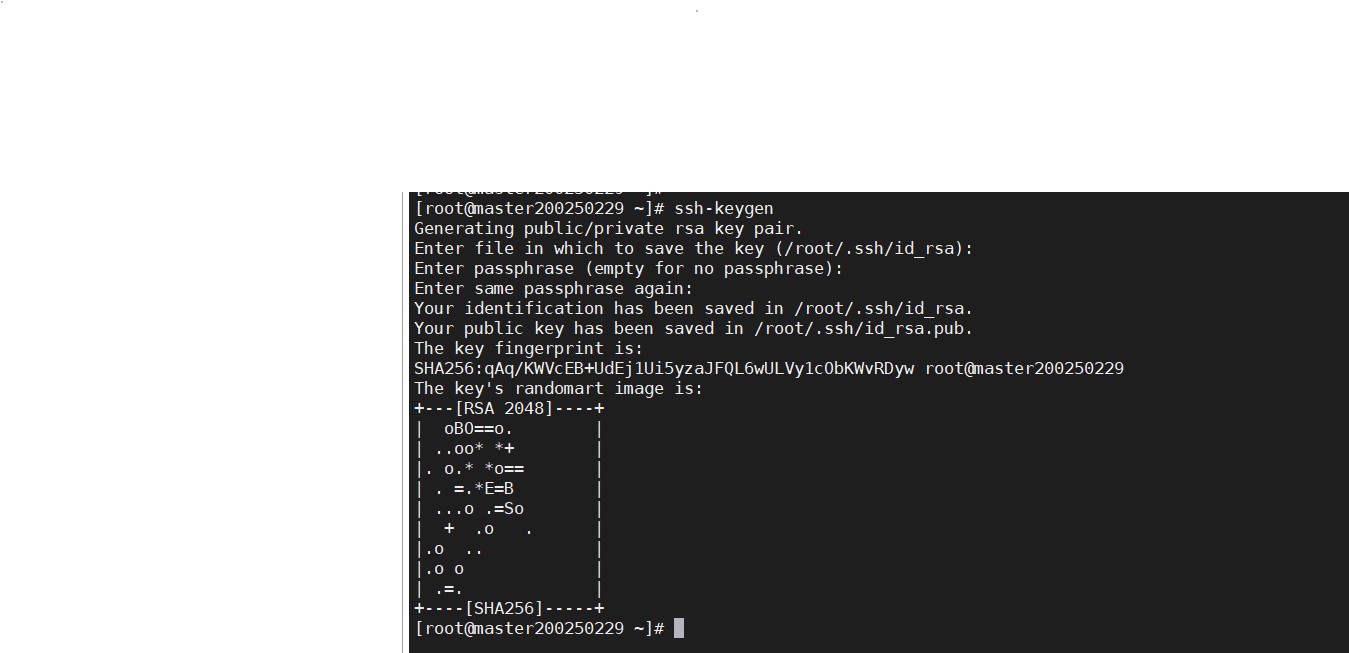 [root@master200250229 ~]#
[root@master200250229 ~]# ssh-keygen
Generating public/private rsa key pair.
Enter file in which to save the key (/root/.ssh/id_rsa):
Enter passphrase (empty for no passphrase):
Enter same passphrase again:
Your identification has been saved in /root/.ssh/id_rsa.
Your public key has been saved in /root/.ssh/id_rsa.pub.
The key fingerprint is:
SHA256:qAq/KWVcEB+UdEj1Ui5yzaJFQL6wULVy1cObKWvRDyw root@master200250229
The key's randomart image is:
+---[RSA 2048]----+
|  oBO==o.        |
| ..oo* *+        |
|. o.* *o==       |
| . =.*E=B        |
| ...o .=So       |
|  +  .o   .      |
|.o  ..           |
|.o o             |
| .=.             |
+----[SHA256]-----+
[root@master200250229 ~]#